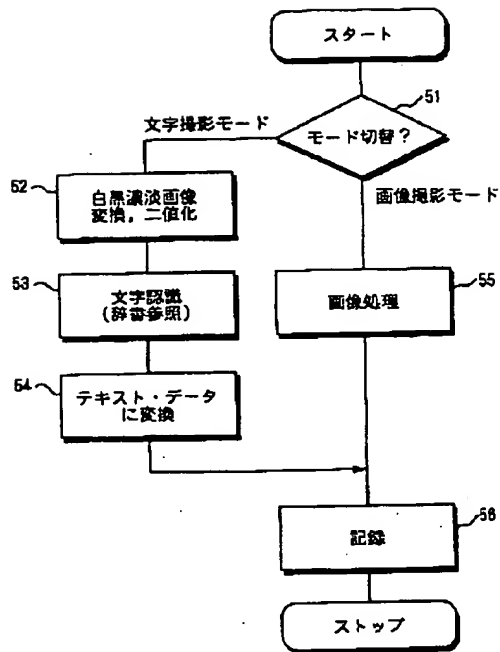 スタート
51
モード切替?
文字撮影モード
画像撮影モード
52
白黒濃淡画像
変換,二値化
53
文字認識
(辞書参照)
55
画像処理
54
テキスト・データ
に変換
56
記録
ストップ